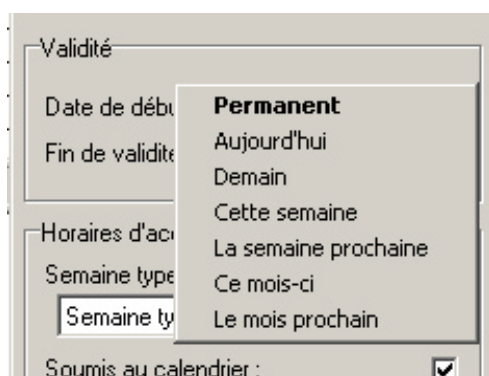 Validité
Date de débu
Permanent
Aujourd'hui
Fin de validité
Demain
Cette semaine
Horaires d'acc
La semaine prochaine
Semaine type
Ce mois-ci
Semaine ty
Le mois prochain
Soumis au calendrier :